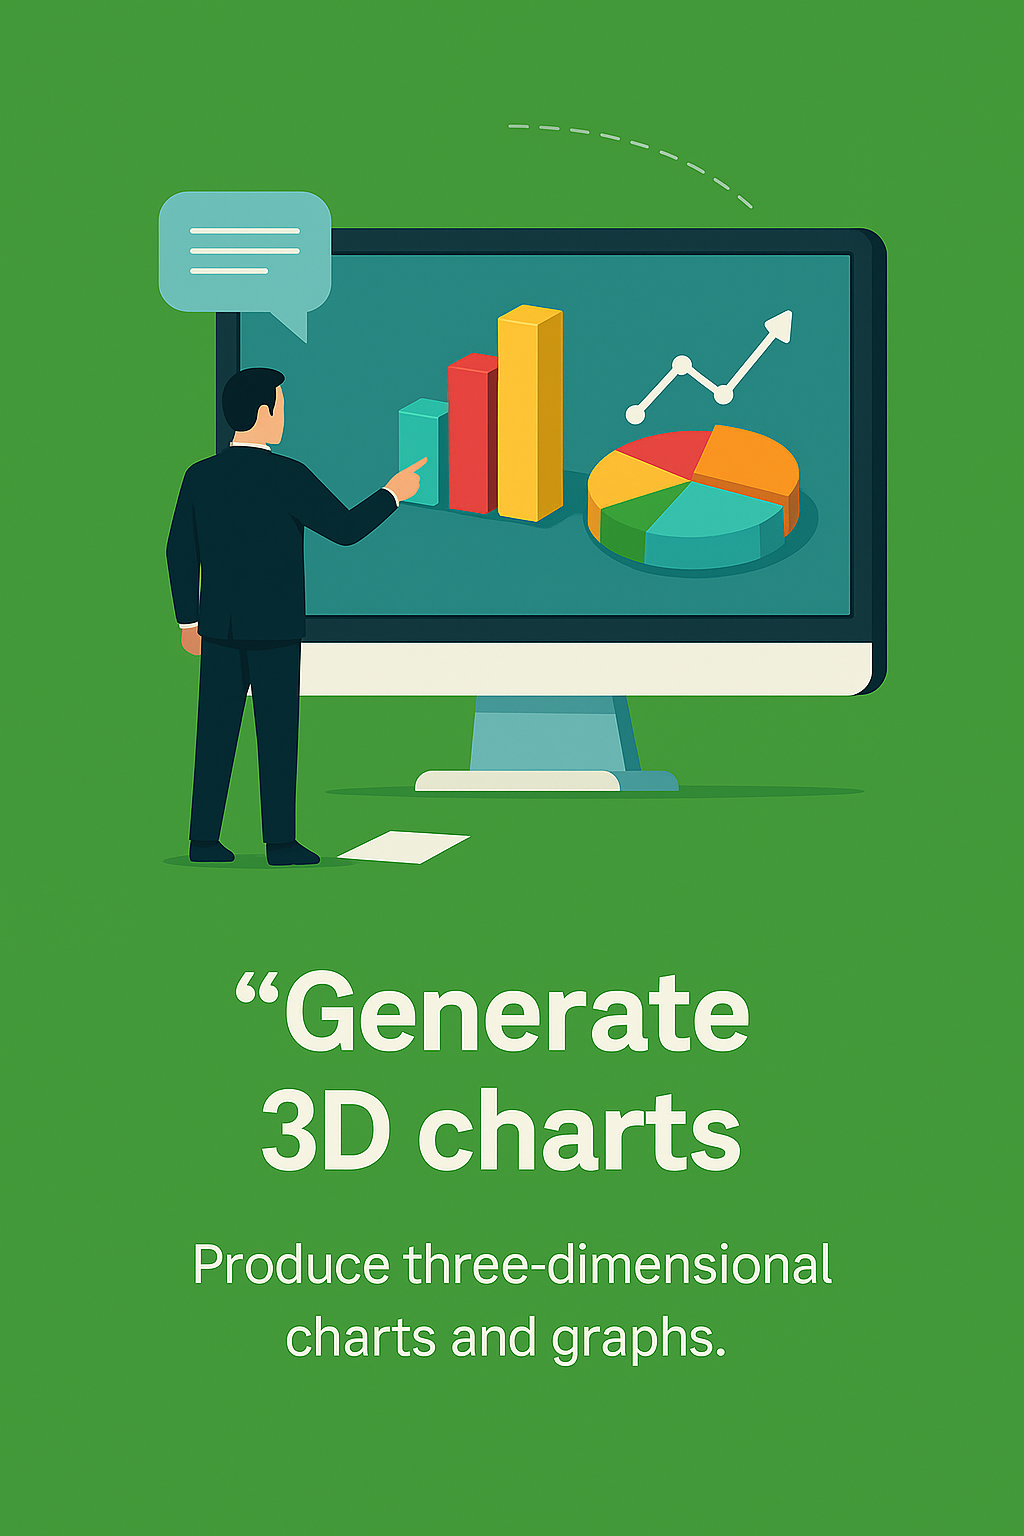 “Generate
3D charts
Produce three-dimensional
charts and graphs.